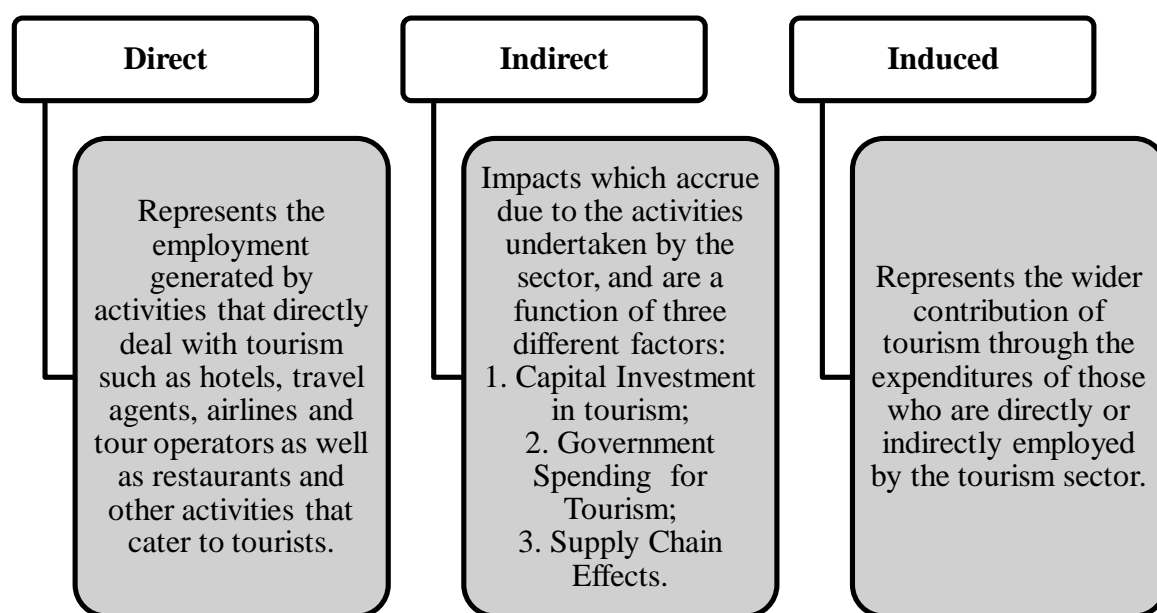 Direct
Represents the
employment
generated by
activities that directly
deal with tourism
such as hotels, travel
agents, airlines and
tour operators as well
as restaurants and
other activities that
cater to tourists.
Indirect
Impacts which accrue
due to the activities
undertaken by the
sector, and are a
function of three
different factors:
1. Capital Investment
in tourism;
2. Government
Spending for
Tourism;
3. Supply Chain
Effects.
Induced
Represents the wider
contribution of
tourism through the
expenditures of those
who are directly or
indirectly employed
by the tourism sector.